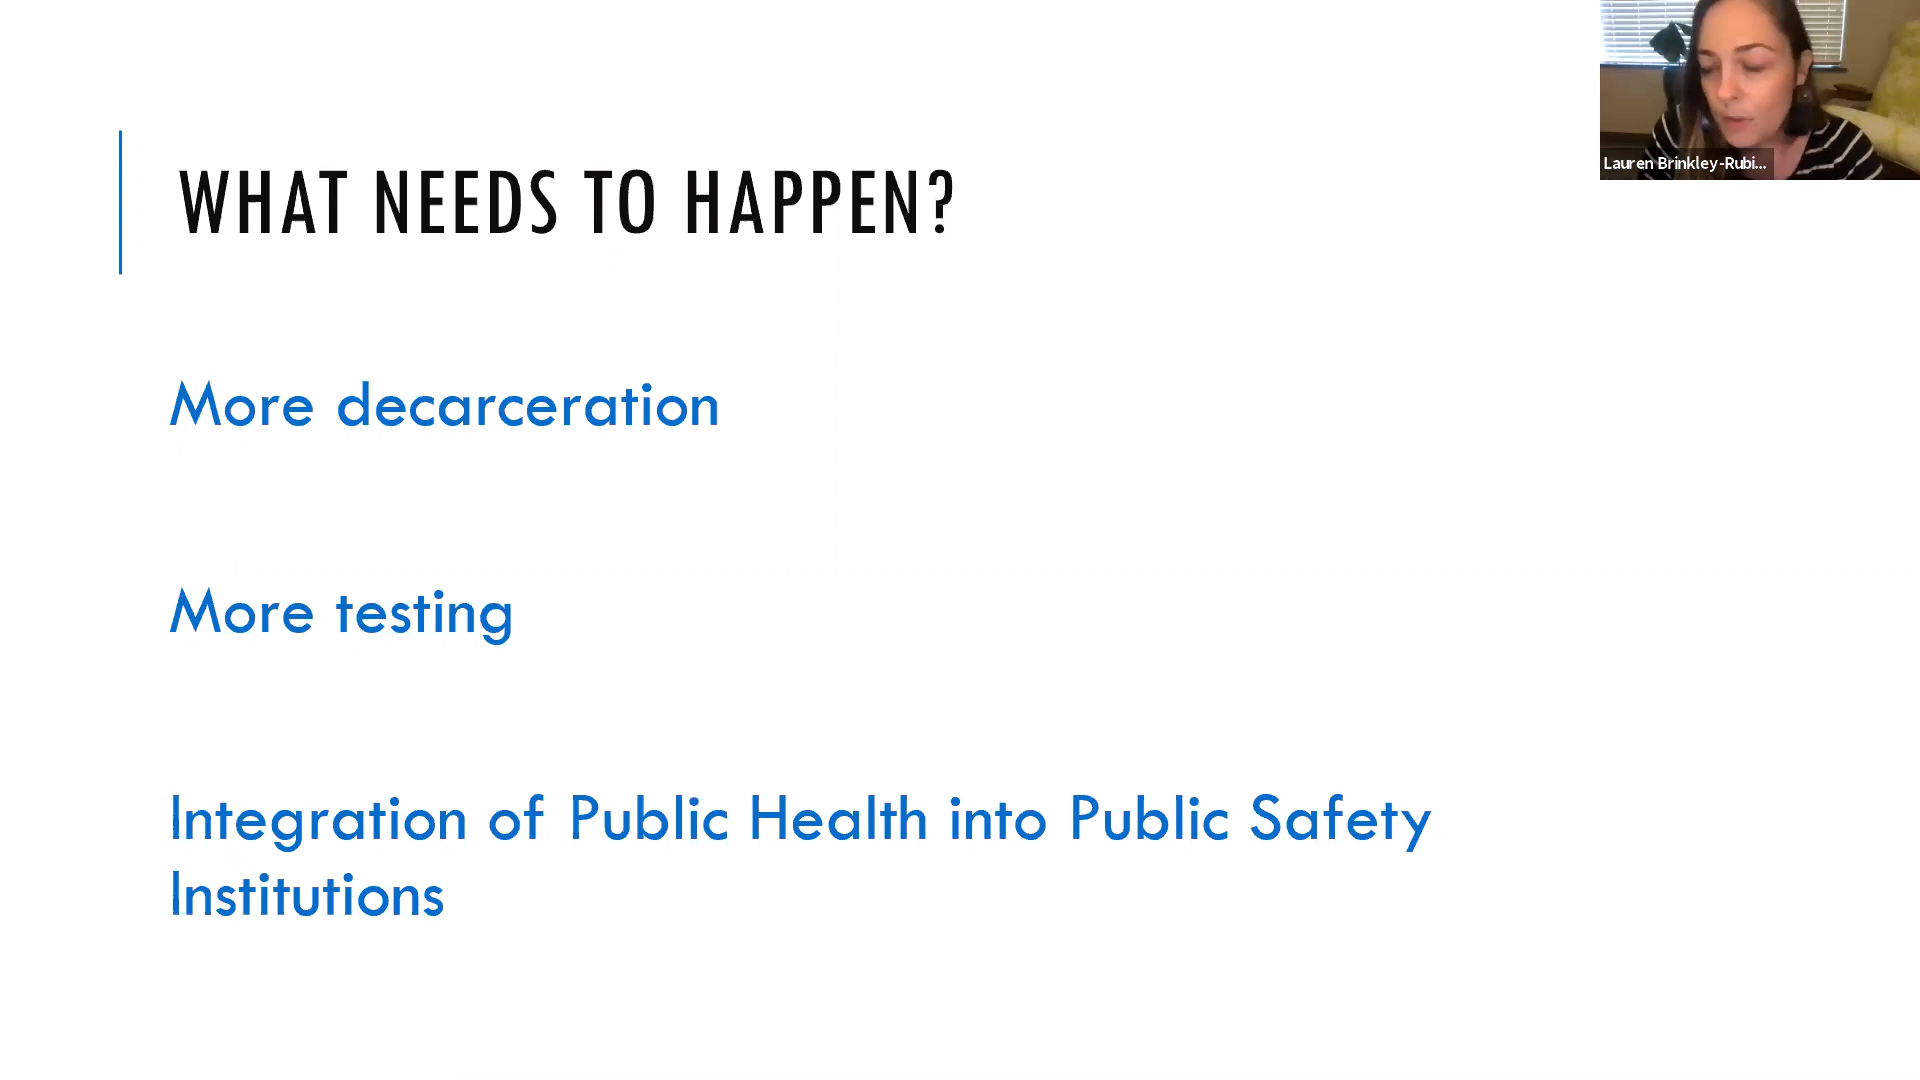 WHAT NEEDS TO HAPPEN?
Lauren Brinkley-Rubi...
More decarceration
More testing
Integration of Public Health into Public Safety
Institutions